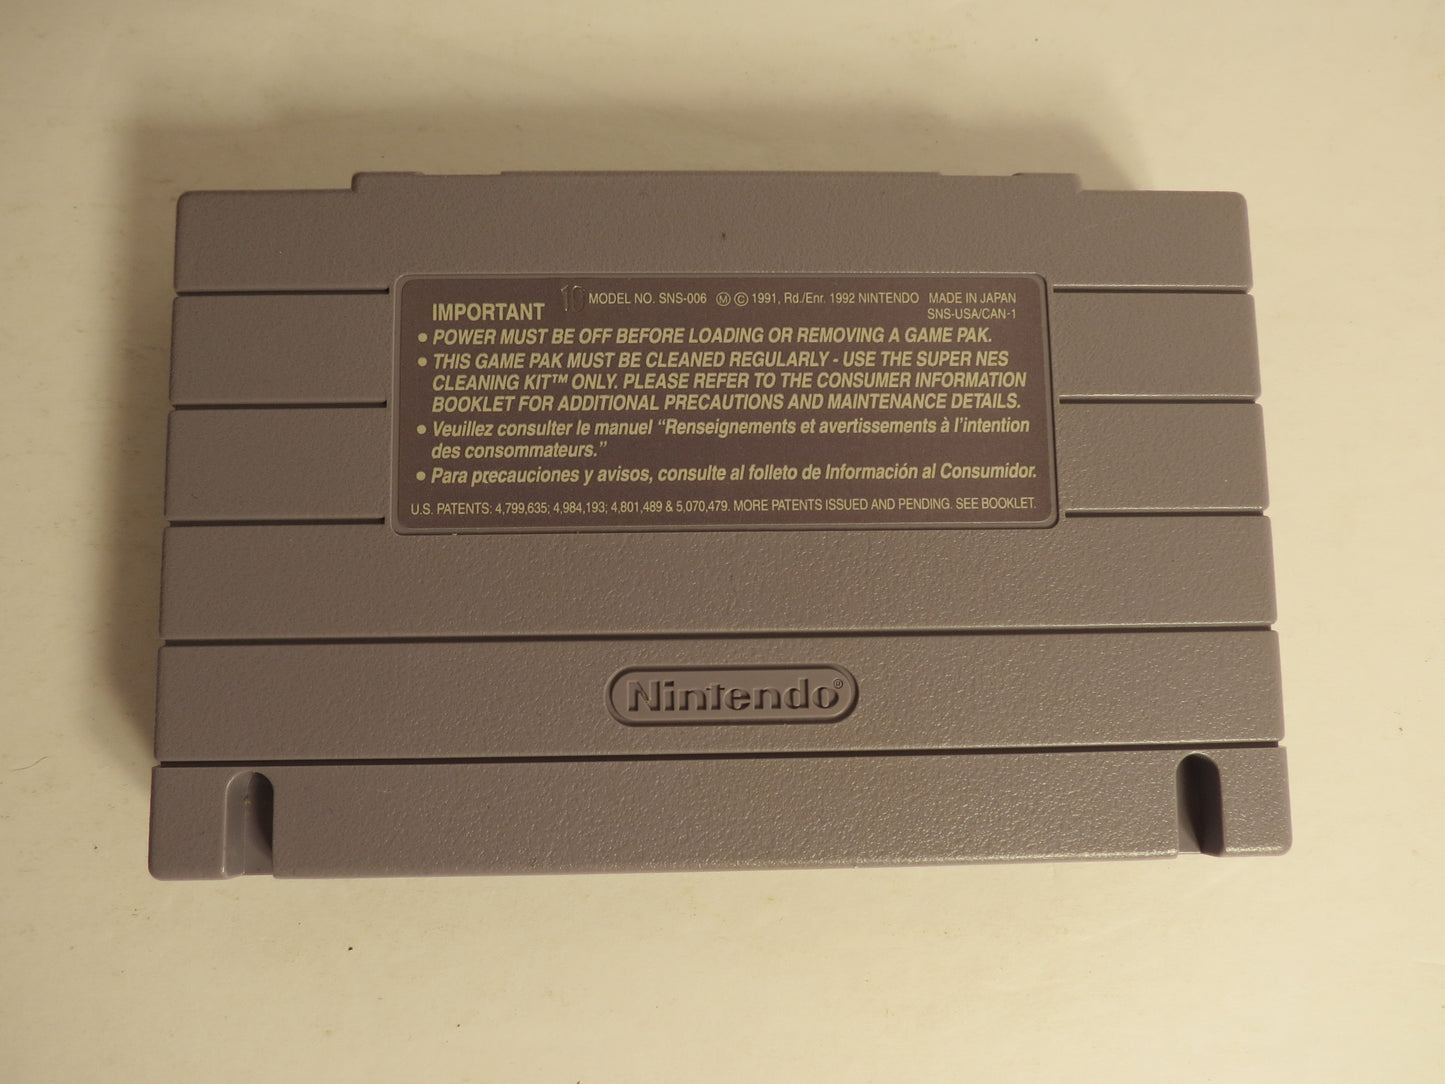 IMPORTANT 10 MODEL NO. SNS-006 Ⓜ © 1991, Rd./Enr. 1992 NINTENDO MADE IN JAPAN
SNS-USA/CAN-1
• POWER MUST BE OFF BEFORE LOADING OR REMOVING A GAME PAK.
• THIS GAME PAK MUST BE CLEANED REGULARLY - USE THE SUPER NES
CLEANING KIT™ ONLY. PLEASE REFER TO THE CONSUMER INFORMATION
BOOKLET FOR ADDITIONAL PRECAUTIONS AND MAINTENANCE DETAILS.
• Veuillez consulter le manuel “Renseignements et avertissements à l’intention
des consommateurs.”
• Para precauciones y avisos, consulte al folleto de Información al Consumidor.
U.S. PATENTS: 4,799,635; 4,984,193; 4,801,489 & 5,070,479. MORE PATENTS ISSUED AND PENDING. SEE BOOKLET.
Nintendo®